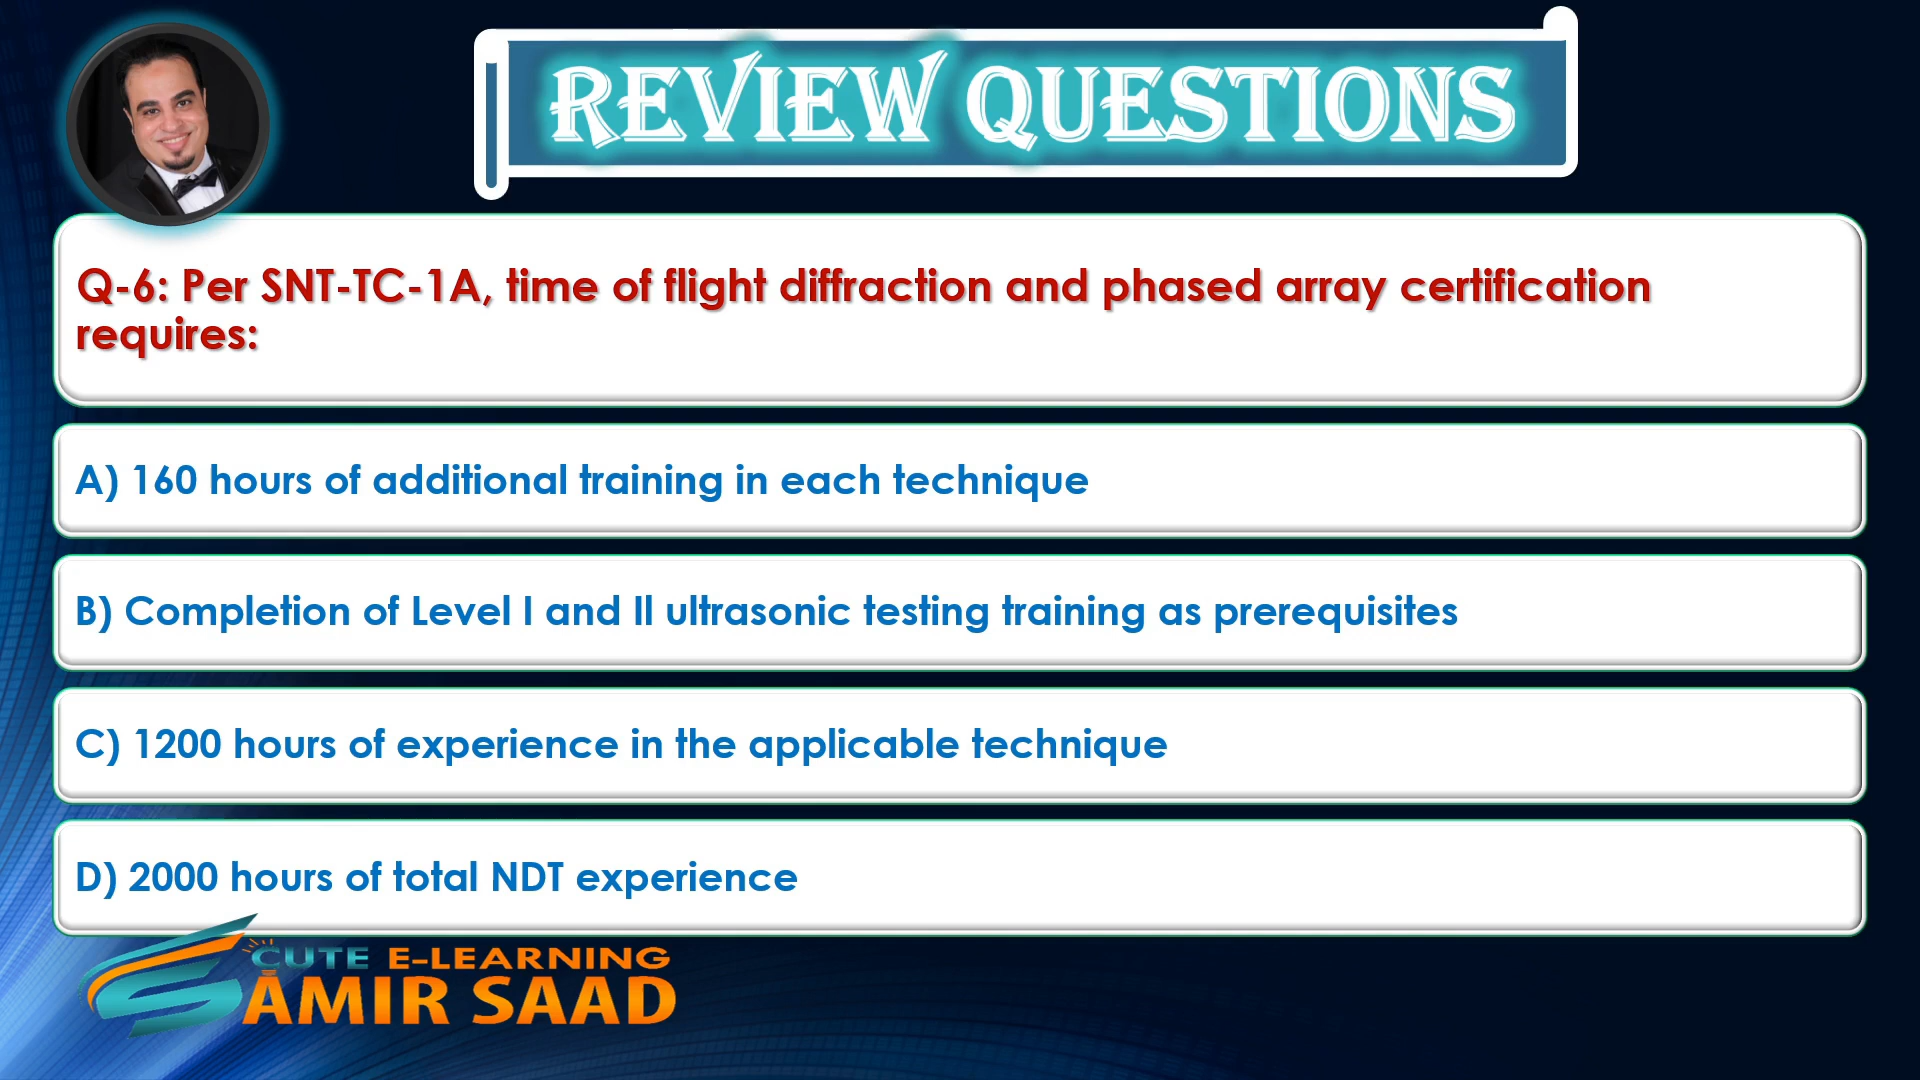 REVIEW QUESTIONS
Q-6: Per SNT-TC-1A, time of flight diffraction and phased array certification
requires:
A) 160 hours of additional training in each technique
B) Completion of Level I and Il ultrasonic testing training as prerequisites
C) 1200 hours of experience in the applicable technique
D) 2000 hours of total NDT experience
CUTE E-LEARNING
AMIR SAAD